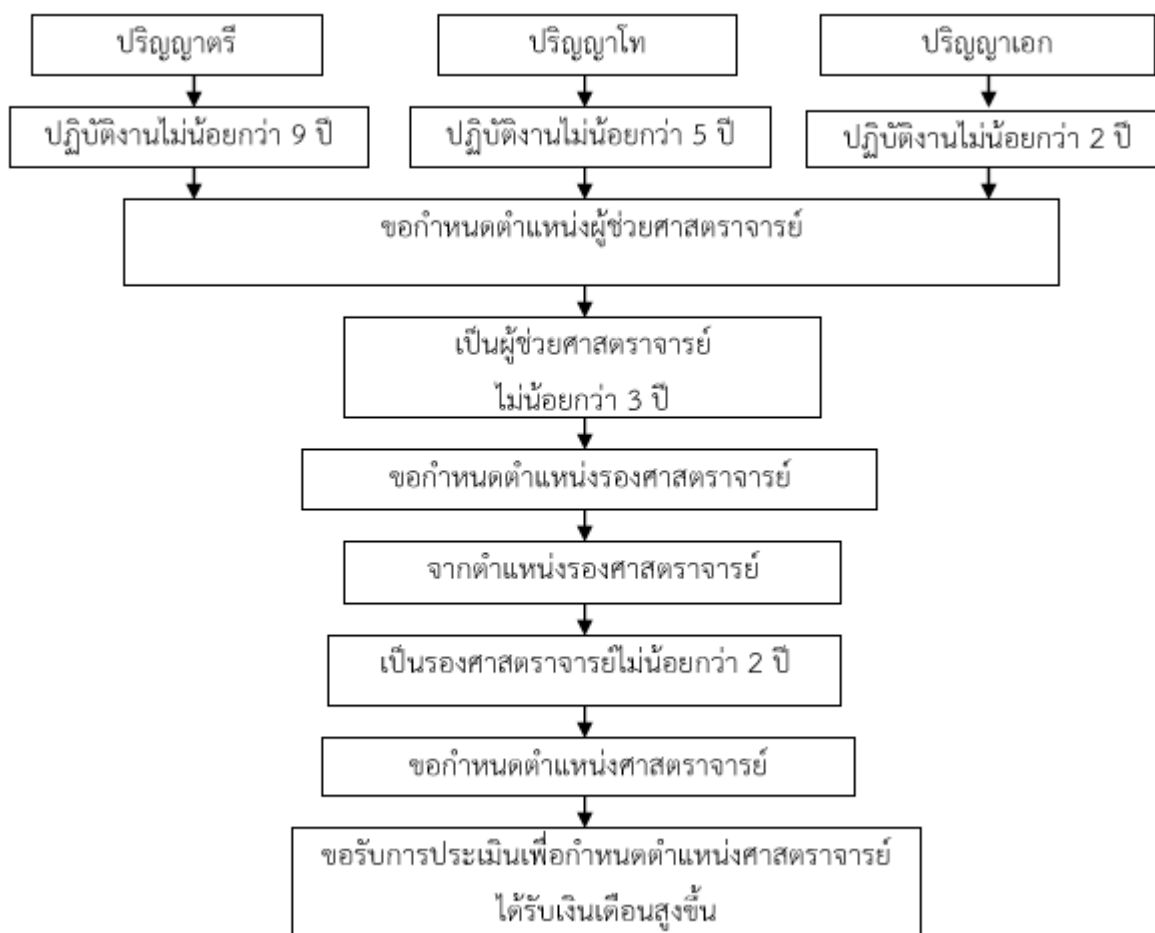 ปริญญาตรี
ปริญญาโท
ปริญญาเอก
ปฏิบัติงานไม่น้อยกว่า 9 ปี
ปฏิบัติงานไม่น้อยกว่า 5 ปี
ปฏิบัติงานไม่น้อยกว่า 2 ปี
ขอกำหนดตำแหน่งผู้ช่วยศาสตราจารย์
เป็นผู้ช่วยศาสตราจารย์
ไม่น้อยกว่า 3 ปี
ขอกำหนดตำแหน่งรองศาสตราจารย์
จากตำแหน่งรองศาสตราจารย์
เป็นรองศาสตราจารย์ไม่น้อยกว่า 2 ปี
ขอกำหนดตำแหน่งศาสตราจารย์
ขอรับการประเมินเพื่อกำหนดตำแหน่งศาสตราจารย์
ได้รับเงินเดือนสูงขึ้น